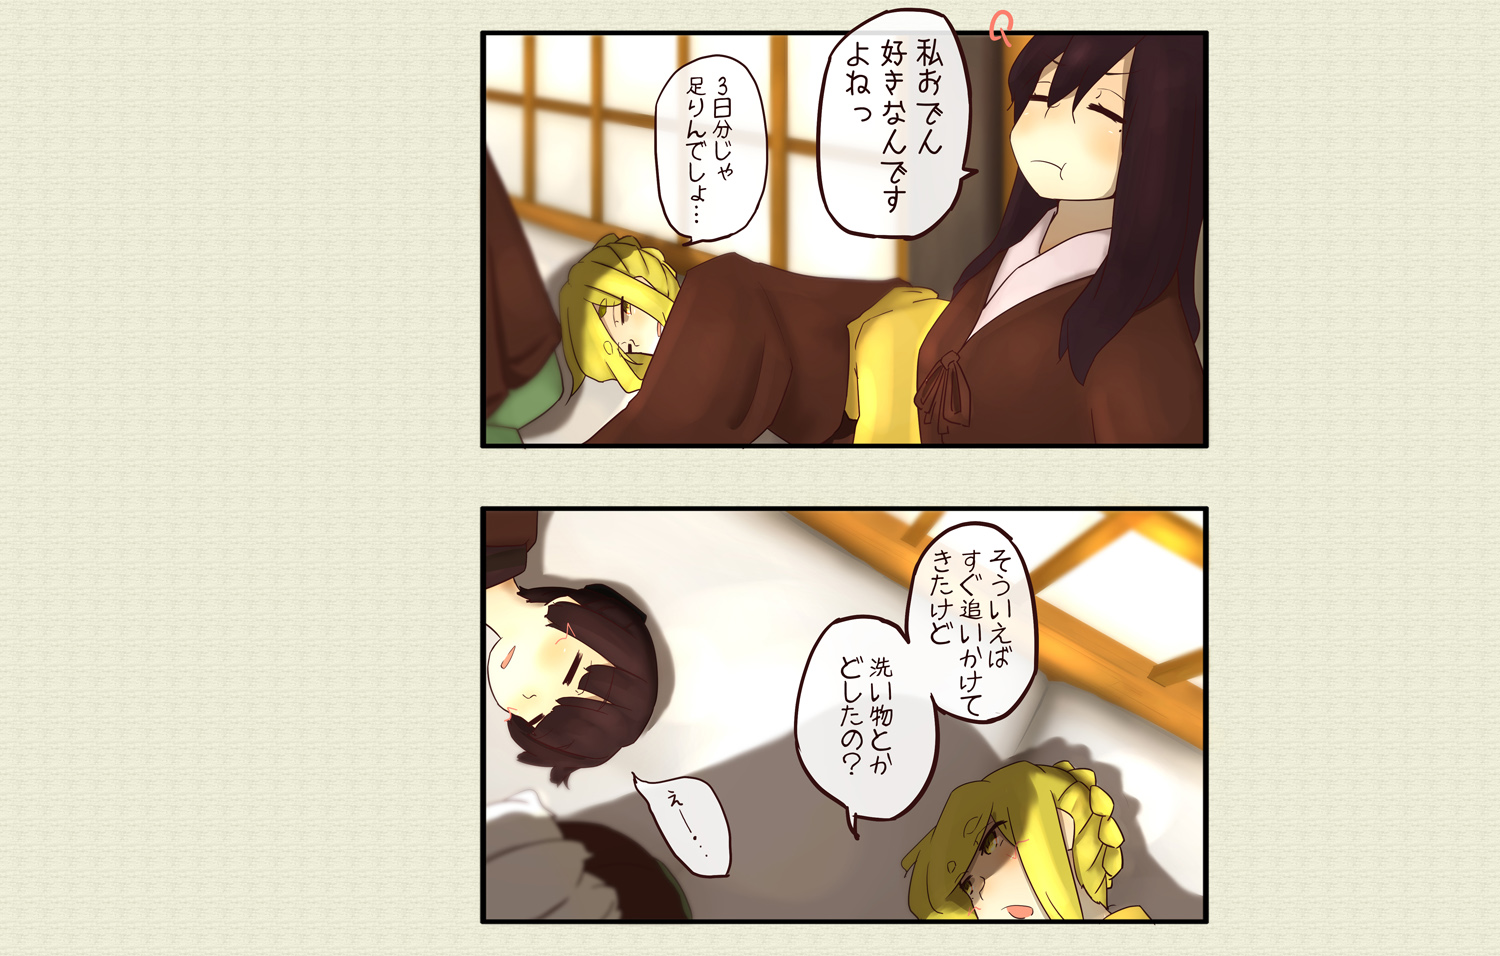 私おでん
好きなんです
よねっ
3日分じゃ
足りんでしょ…
そういえば
すぐ追いかけて
きたけど
洗い物とか
どしたの?
えー...